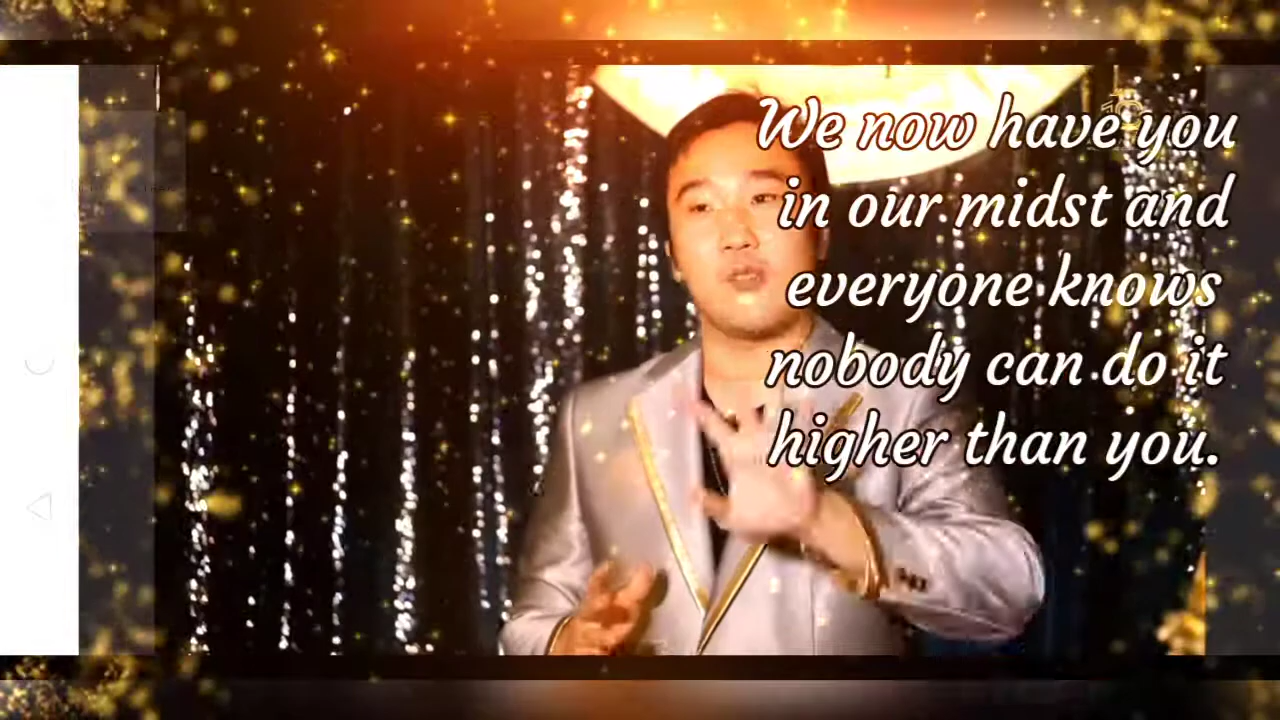 We now have you
in our midst and
everyone knows
nobody can do it
higher than you.